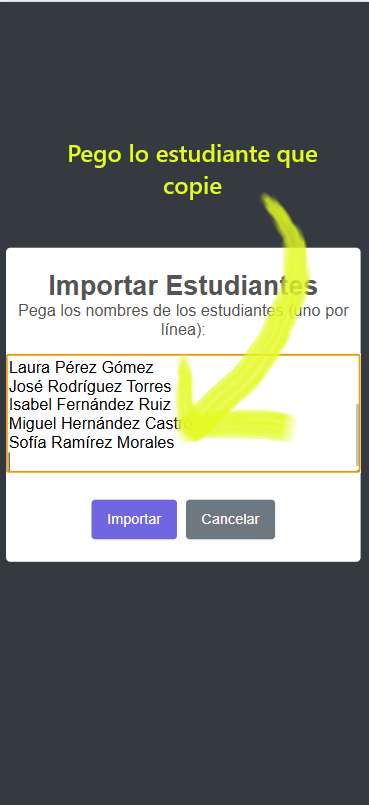 Pego lo estudiante que
copie
Importar Estudiantes
Pega los nombres de los estudiantes (uno por
línea):
Laura Pérez Gómez
José Rodríguez Torres
Isabel Fernández Ruiz
Miguel Hernández Castro
Sofía Ramírez Morales
Importar
Cancelar